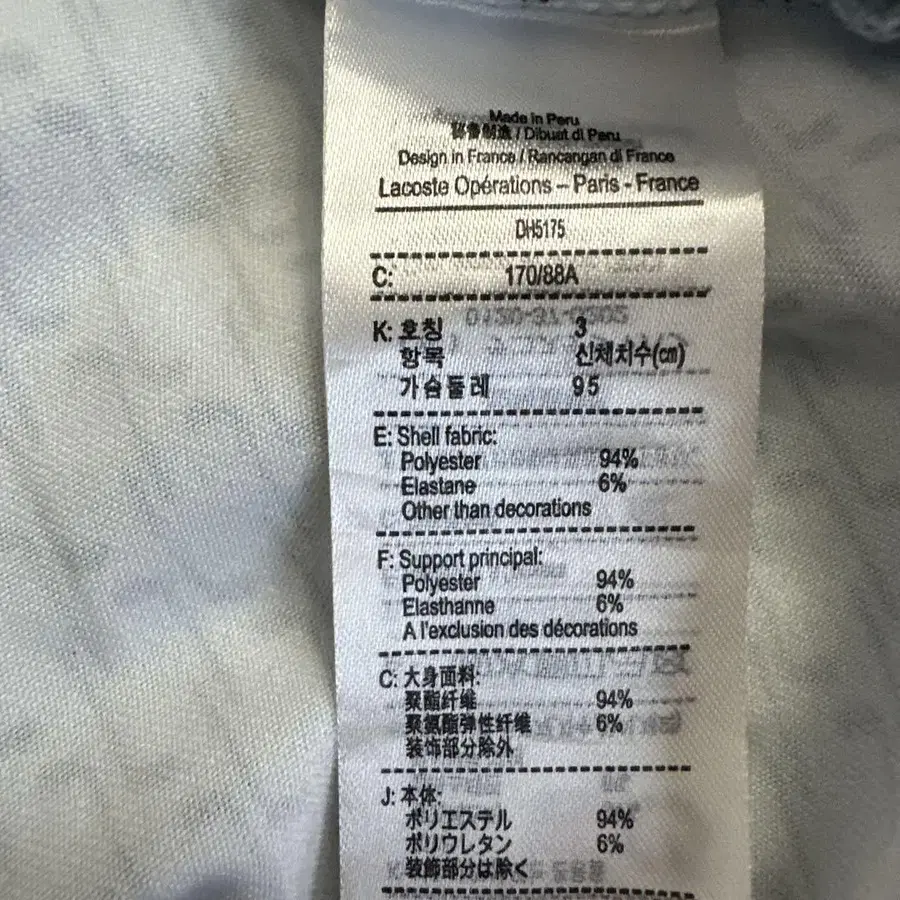 Made in Peru
秘鲁制造 / Dibuat di Peru
Design in France / Rancangan di France
Lacoste Opérations – Paris - France
DH5175
C: 170/88A
K: 호칭 3
항목 신체치수(cm)
가슴둘레 95
E: Shell fabric:
Polyester 94%
Elastane 6%
Other than decorations
F: Support principal:
Polyester 94%
Elasthanne 6%
A l'exclusion des décorations
C: 大身面料:
聚酯纤维 94%
聚氨酯弹性纤维 6%
装饰部分除外
J: 本体:
ポリエステル 94%
ポリウレタン 6%
装飾部分は除く